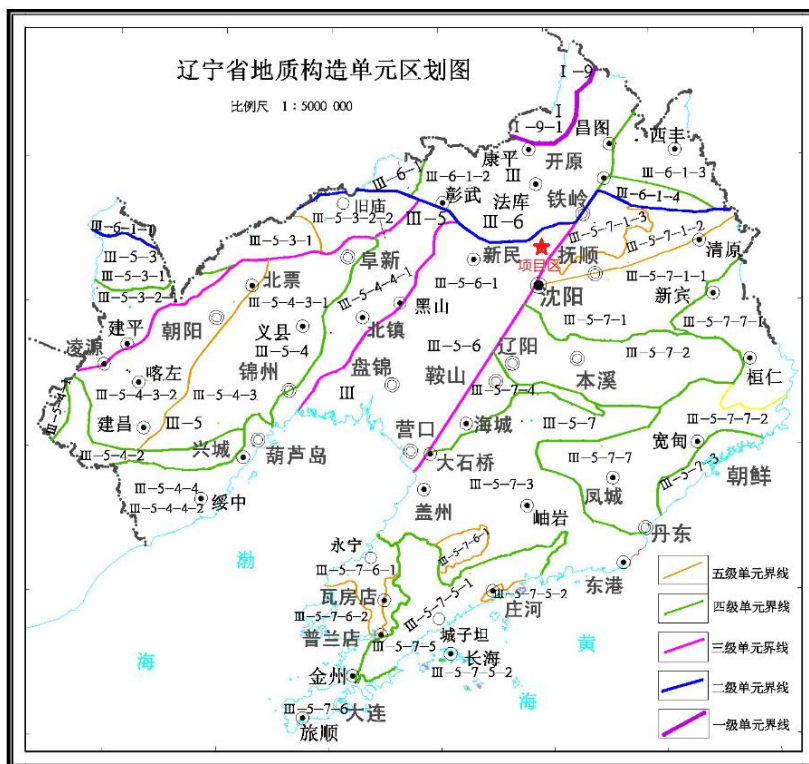 辽宁省地质构造单元区划图
比例尺 1：5000 000
Ⅰ-9
Ⅰ
Ⅰ-9-1
昌图
西丰
康平
Ⅲ
开原
Ⅲ-6-1
Ⅲ-6-1-2
Ⅲ-6-1-3
旧庙
彰武
法库
铁岭
Ⅲ-6-1-4
Ⅲ-5-3-2-2
Ⅲ-5
Ⅲ-6
Ⅲ-6-1-1
Ⅲ-5-3-1
Ⅲ-5-7-1-3
Ⅲ-5-7-1-2
清原
Ⅲ-5-3
Ⅲ-5-3-1
阜新
新民
项目区
抚顺
Ⅲ-5-6-1
Ⅲ-5-7-1-1
北票
沈阳
新宾
Ⅲ-5-3-2-1
Ⅲ-5-4-3-1
Ⅲ-5-4-4-1
黑山
朝阳
义县
北镇
Ⅲ-5-7-1
Ⅲ-5-7-7-1
建平
Ⅲ-5-4
Ⅲ-5-6
辽阳
Ⅲ-5-7-2
凌源
盘锦
鞍山
本溪
桓仁
喀左
锦州
Ⅲ
Ⅲ-5-4-3-2
Ⅲ-5-4-3
Ⅲ-5-7-4
建昌
Ⅲ-5
海城
Ⅲ-5-7
Ⅲ-5-7-7-2
兴城
营口
宽甸
Ⅲ-5-4-2
葫芦岛
大石桥
Ⅲ-5-7-7
Ⅲ-5-7-3
朝鲜
Ⅲ-5-4-4
盖州
Ⅲ-5-7-3
凤城
Ⅲ-5-4-4-2
绥中
岫岩
丹东
永宁
Ⅲ-5-7-6-1
渤
Ⅲ-5-7-6-1
东港
五级单元界线
瓦房店
Ⅲ-5-7-5-1
Ⅲ-5-7-5-2
庄河
四级单元界线
Ⅲ-5-7-6-2
普兰店
城子坦
黄
三级单元界线
Ⅲ-5-7-5
长海
海
金州
Ⅲ-5-7-5-2
二级单元界线
海
Ⅲ-5-7-6
大连
旅顺
一级单元界线